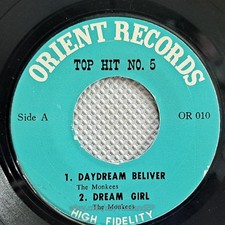 ORIENT RECORDS
TOP HIT NO. 5
Side A
OR 010
1. DAYDREAM BELIVER
The Monkees
2. DREAM GIRL
The Monkees
HIGH FIDELITY